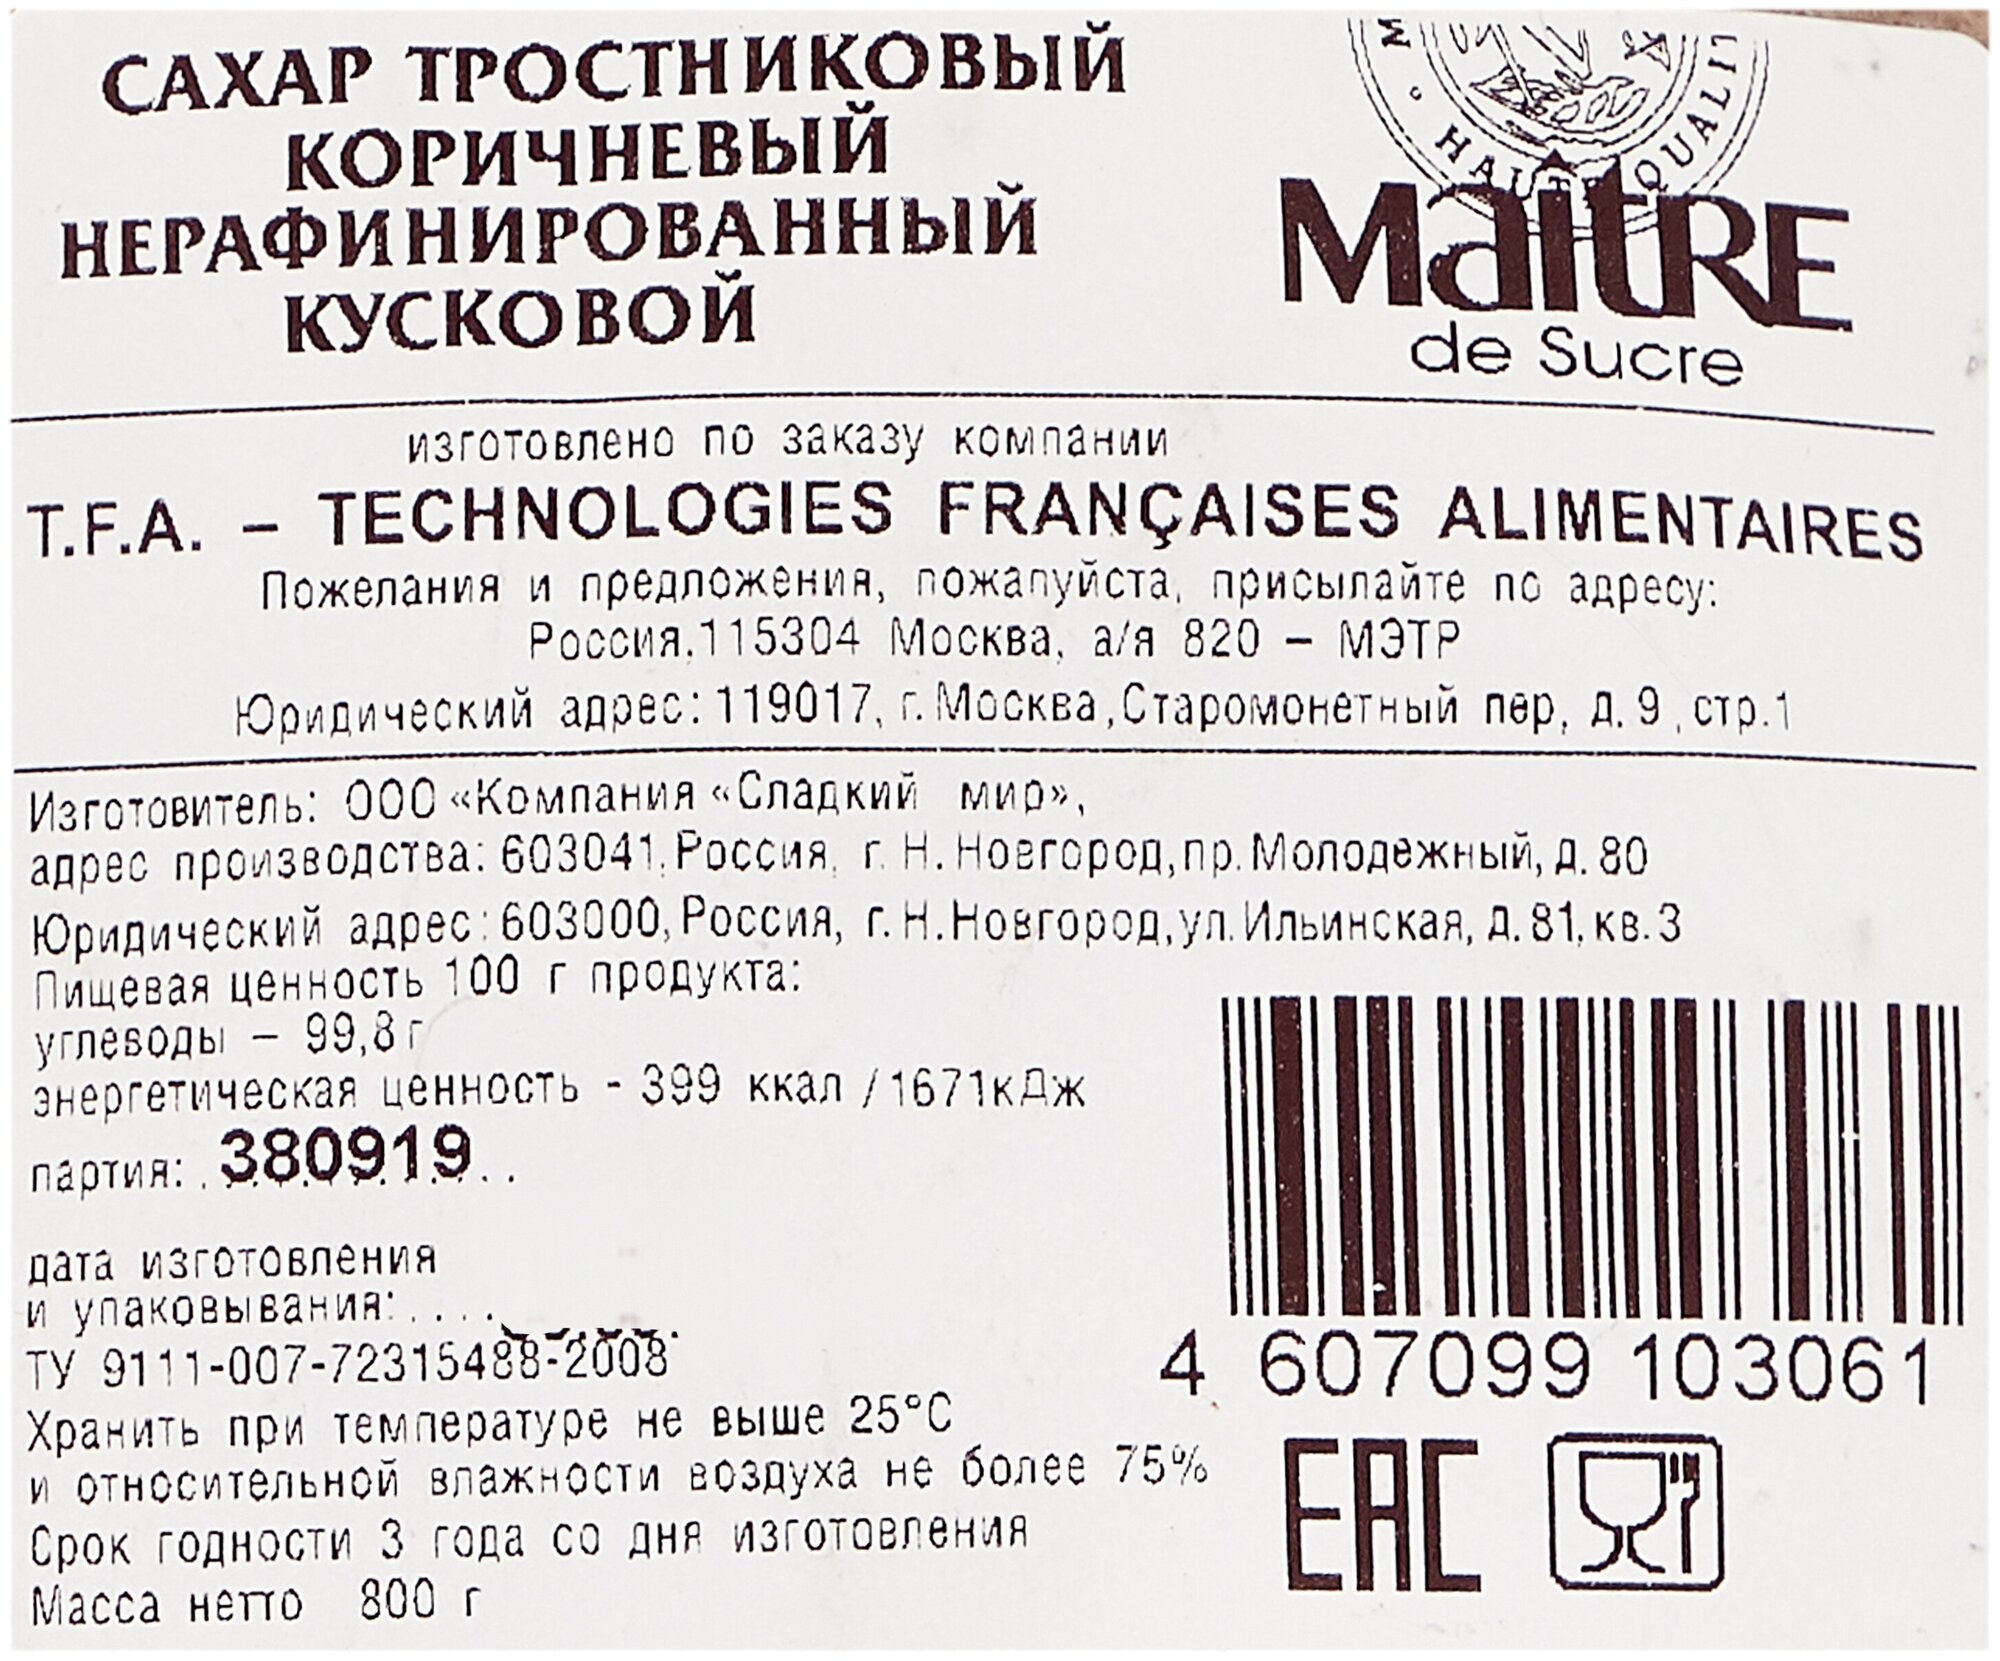 САХАР ТРОСТНИКОВЫЙ
КОРИЧНЕВЫЙ
НЕРАФИНИРОВАННЫЙ
КУСКОВОЙ
HAUTE QUALIT
MaîtRE
de Sucre
изготовлено по заказу компании
T.F.A. – TECHNOLOGIES FRANÇAISES ALIMENTAIRES
Пожелания и предложения, пожалуйста, присылайте по адресу:
Россия,115304 Москва, а/я 820 – МЭТР
Юридический адрес: 119017, г. Москва, Старомонетный пер, д. 9, стр.1
Изготовитель: ООО «Компания «Сладкий мир»,
адрес производства: 603041, Россия, г. Н. Новгород, пр. Молодежный, д. 80
Юридический адрес: 603000, Россия, г. Н.Новгород, ул. Ильинская, д. 81, кв. 3
Пищевая ценность 100 г продукта:
углеводы – 99,8 г
энергетическая ценность - 399 ккал / 1671кДж
партия: 380919
дата изготовления
и упаковывания: ....
ТУ 9111-007-72315488-2008
Хранить при температуре не выше 25°С
и относительной влажности воздуха не более 75%
Срок годности 3 года со дня изготовления
Масса нетто 800 г
4 607099 103061
EAC